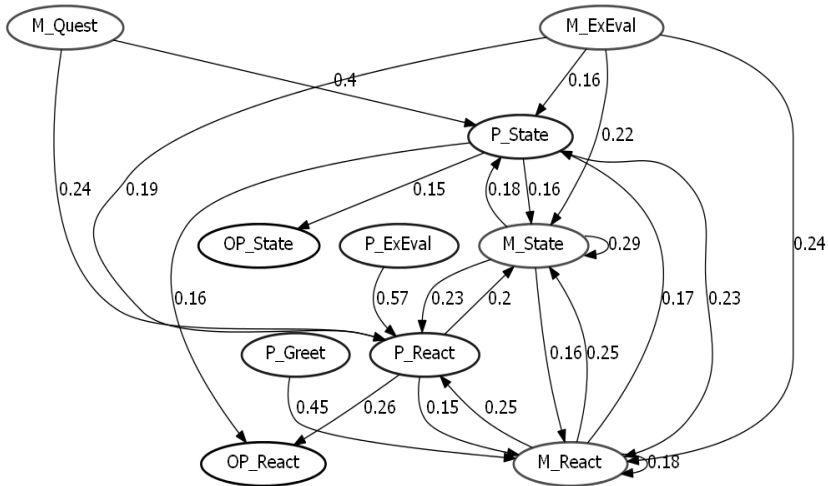 M_Quest
M_ExEval
0.4
0.16
P_State
0.22
0.24
0.19
0.15
0.18
0.16
OP_State
P_ExEval
M_State
0.29
0.24
0.16
0.57
0.23
0.2
0.17
0.23
P_Greet
P_React
0.16
0.25
0.45
0.26
0.15
0.25
OP_React
M_React
0.18